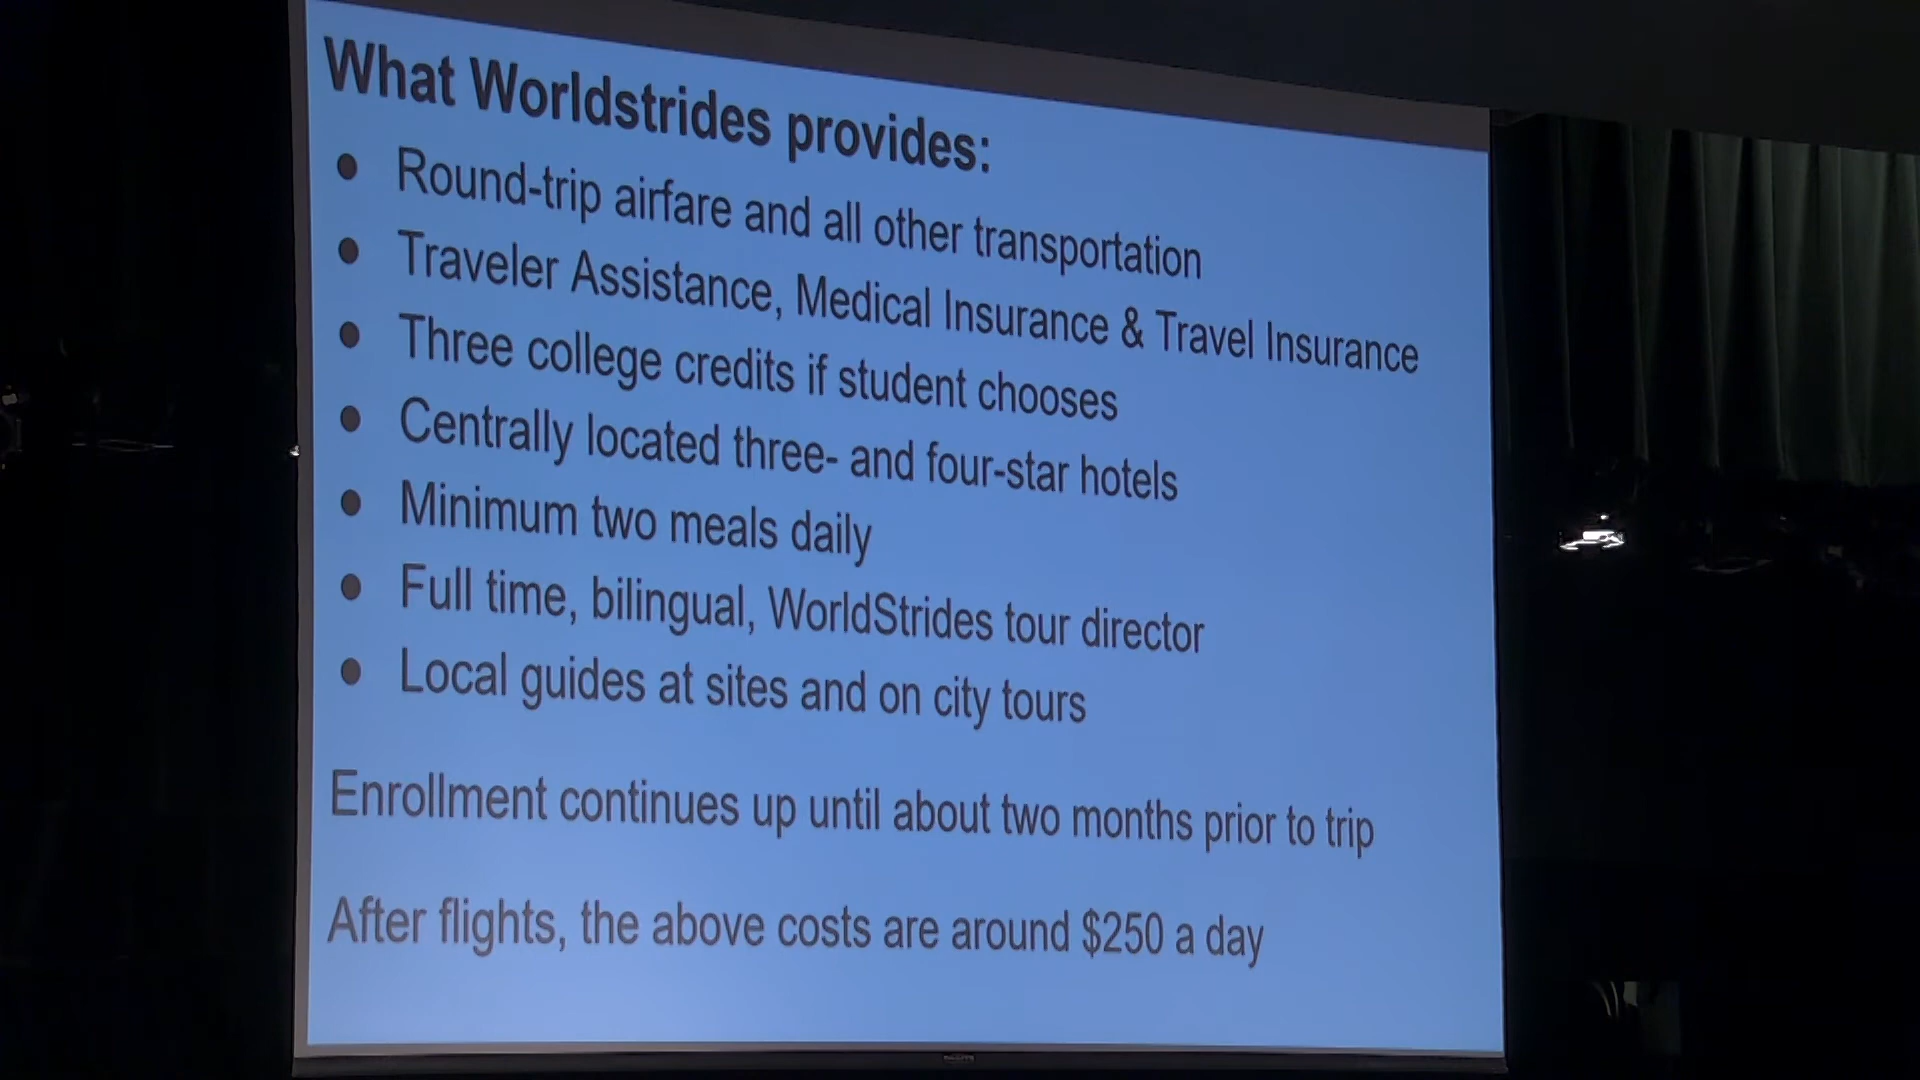 What Worldstrides provides:
● Round-trip airfare and all other transportation
● Traveler Assistance, Medical Insurance & Travel Insurance
● Three college credits if student chooses
● Centrally located three- and four-star hotels
● Minimum two meals daily
● Full time, bilingual, WorldStrides tour director
● Local guides at sites and on city tours
Enrollment continues up until about two months prior to trip
After flights, the above costs are around $250 a day